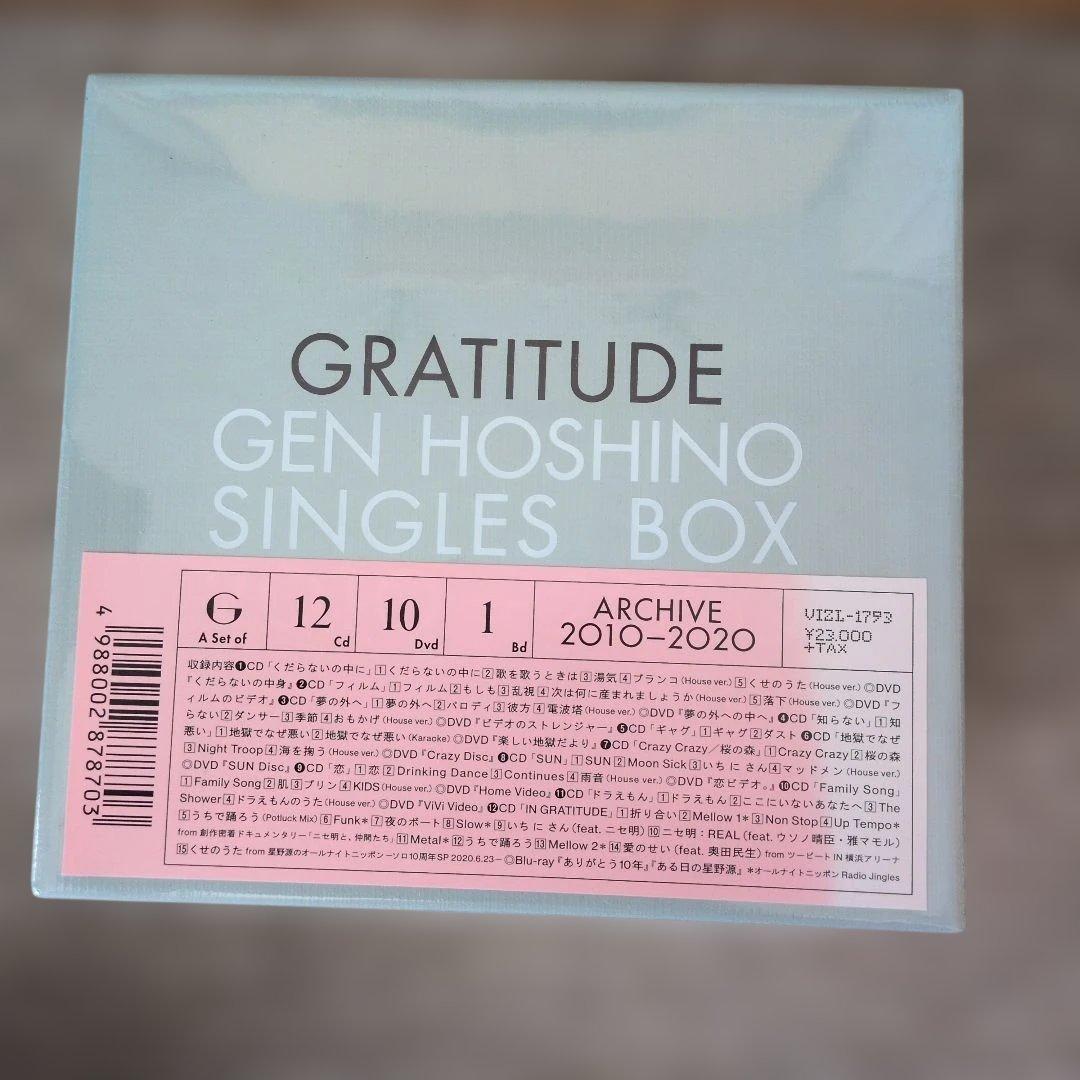 GRATITUDE
GEN HOSHINO
SINGLES BOX
G
A Set of
12
Cd
10
Dvd
1
Bd
ARCHIVE
2010–2020
VIZL-1793
¥23,000
+TAX
収録内容❶CD「くだらないの中に」1くだらないの中に2歌を歌うときは3湯気4ブランコ(House ver.)5くせのうた(House ver.)◎DVD
『くだらないの中身』❷CD「フィルム」1フィルム2もしも3乱視4次は何に産まれましょうか(House ver.)5落下(House ver.)◎DVD『フ
ィルムのビデオ』❸CD「夢の外へ」1夢の外へ2パロディ3彼方4電波塔(House ver.)◎DVD『夢の外への中へ』❹CD「知らない」1知
らない2ダンサー3季節4おもかげ(House ver.)◎DVD『ビデオのストレンジャー』❺CD「ギャグ」1ギャグ2ダスト❻CD「地獄でなぜ
悪い」1地獄でなぜ悪い2地獄でなぜ悪い(Karaoke)◎DVD『楽しい地獄だより』❼CD「Crazy Crazy／桜の森」1Crazy Crazy2桜の森
3Night Troop4海を掬う(House ver.)◎DVD『Crazy Disc』❽CD「SUN」1SUN2Moon Sick3いち に さん4マッドメン(House ver.)
◎DVD『SUN Disc』❾CD「恋」1恋2Drinking Dance3Continues4雨音(House ver.)◎DVD『恋ビデオ。』❿CD「Family Song」
1Family Song2肌3プリン4KIDS(House ver.)◎DVD『Home Video』⓫CD「ドラえもん」1ドラえもん2ここにいないあなたへ3The
Shower4ドラえもんのうた(House ver.)◎DVD『ViVi Video』⓬CD「IN GRATITUDE」1折り合い2Mellow 1*3Non Stop4Up Tempo*
5うちで踊ろう(Potluck Mix)6Funk*7夜のボート8Slow*9いち に さん(feat. ニセ明)10ニセ明：REAL(feat. ウソノ晴臣・雅マモル)
from 創作密着ドキュメンタリー「ニセ明と、仲間たち」11Metal*12うちで踊ろう13Mellow 2*14愛のせい(feat. 奥田民生)from ツービート IN 横浜アリーナ
15くせのうた from 星野源のオールナイトニッポン−ソロ10周年SP 2020.6.23−◎Blu-ray『ありがとう10年』『ある日の星野源』*オールナイトニッポン Radio Jingles
4 988002 878703